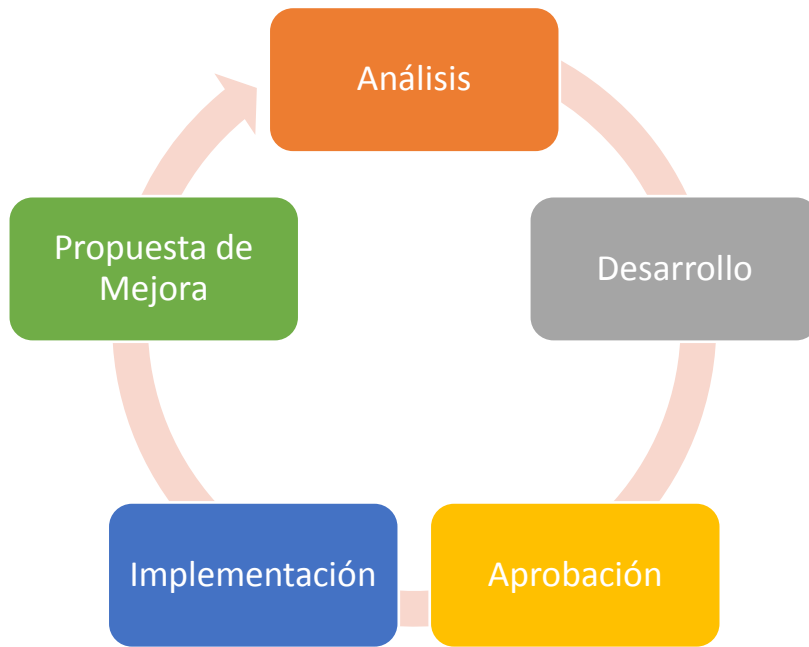 Análisis
Desarrollo
Aprobación
Implementación
Propuesta de
Mejora